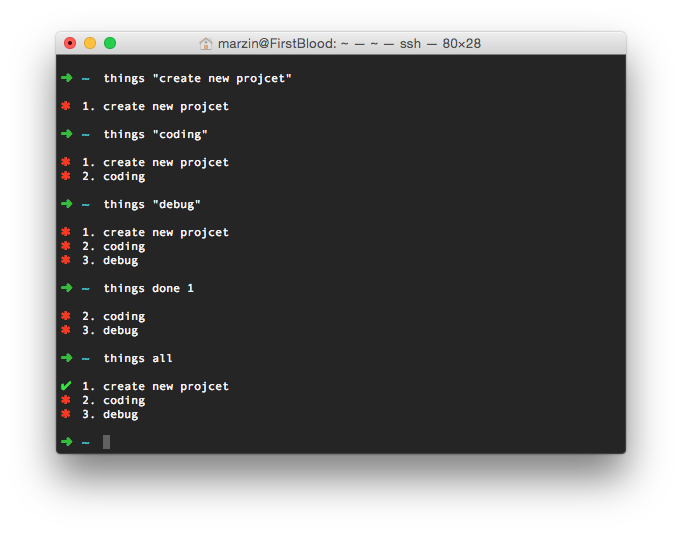 marzin@FirstBlood: ~ — ~ — ssh — 80×28
➜ ~ things "create new projcet"
✱ 1. create new projcet
➜ ~ things "coding"
✱ 1. create new projcet
✱ 2. coding
➜ ~ things "debug"
✱ 1. create new projcet
✱ 2. coding
✱ 3. debug
➜ ~ things done 1
✱ 2. coding
✱ 3. debug
➜ ~ things all
✔ 1. create new projcet
✱ 2. coding
✱ 3. debug
➜ ~